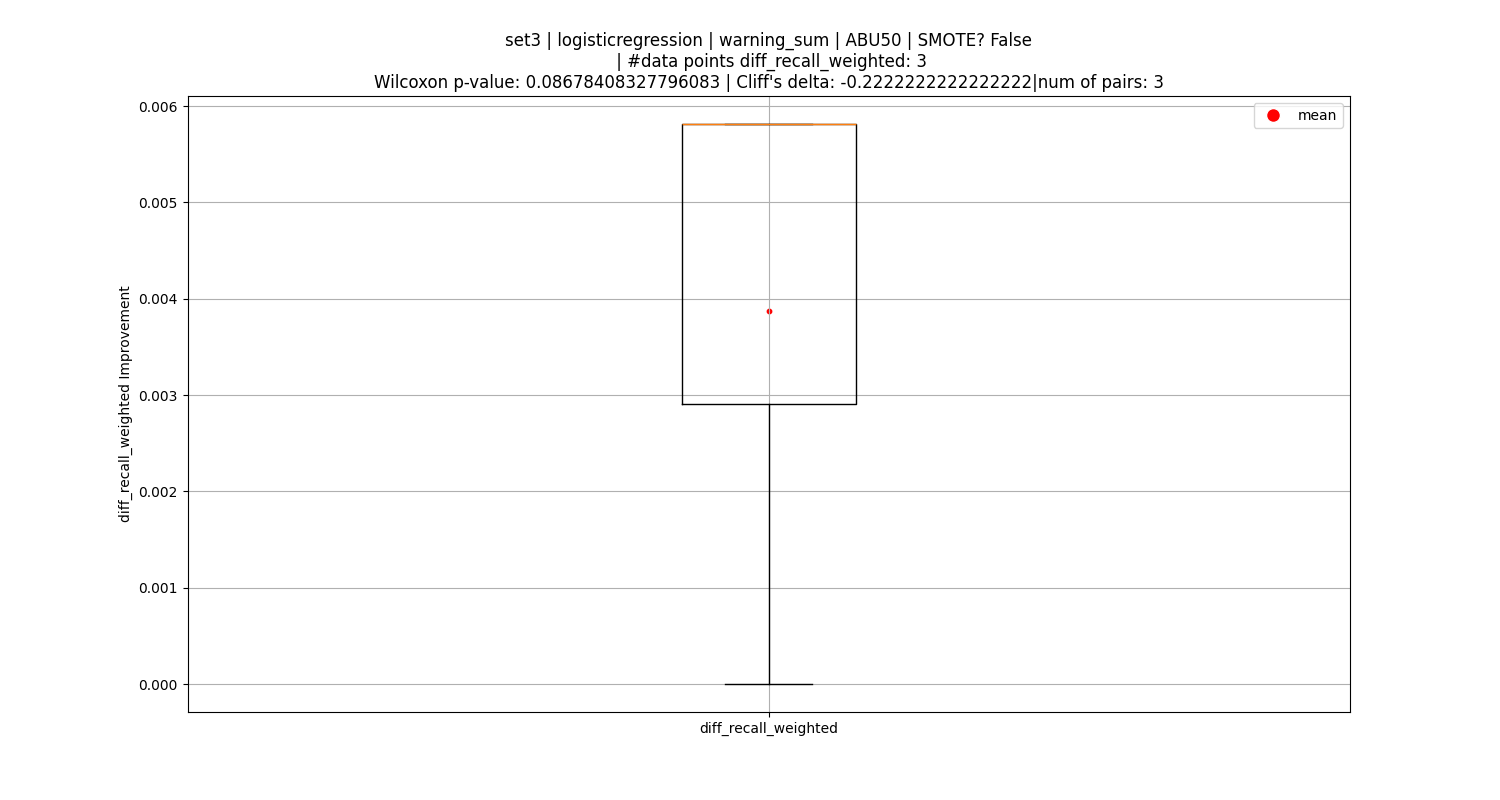 set3 | logisticregression | warning_sum | ABU50 | SMOTE? False
| #data points diff_recall_weighted: 3
Wilcoxon p-value: 0.08678408327796083 | Cliff's delta: -0.2222222222222222|num of pairs: 3
mean
0.006
0.005
0.004
0.003
0.002
0.001
0.000
diff_recall_weighted Improvement
diff_recall_weighted